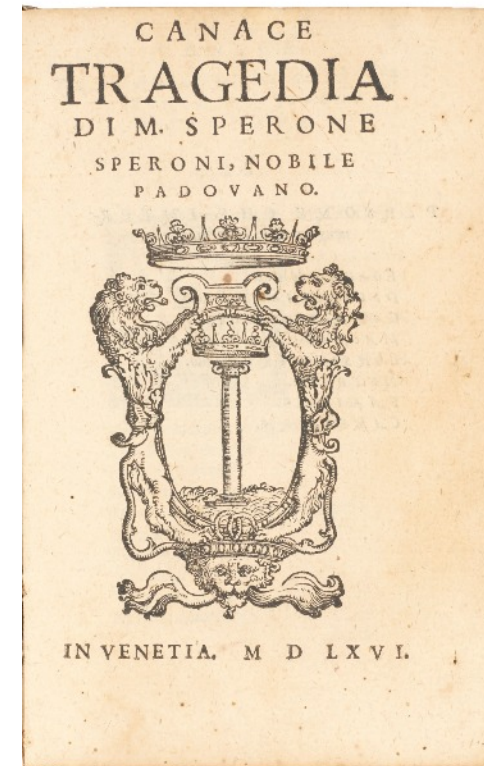 CANACE
TRAGEDIA
DI M. SPERONE
SPERONI, NOBILE
PADOVANO.
IN VENETIA. M D LXVI.